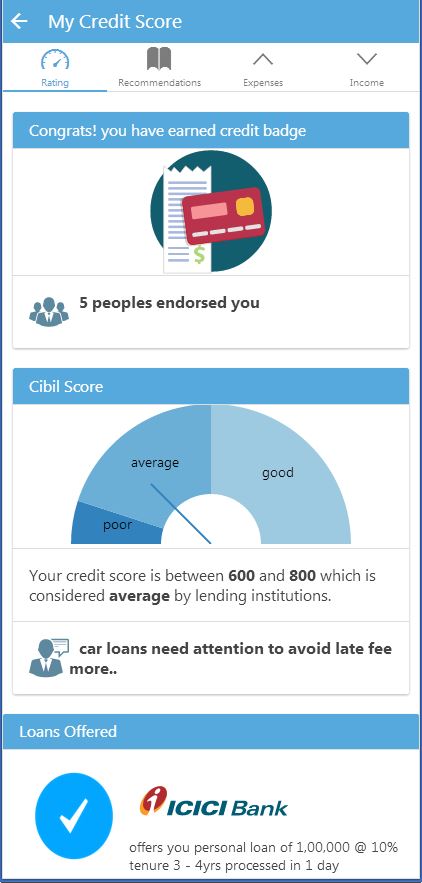 My Credit Score
Rating
Recommendations
Expenses
Income
Congrats! you have earned credit badge
$
5 peoples endorsed you
Cibil Score
average
good
poor
Your credit score is between 600 and 800 which is
considered average by lending institutions.
car loans need attention to avoid late fee
more..
Loans Offered
ICICI Bank
offers you personal loan of 1,00,000 @ 10%
tenure 3 - 4yrs processed in 1 day